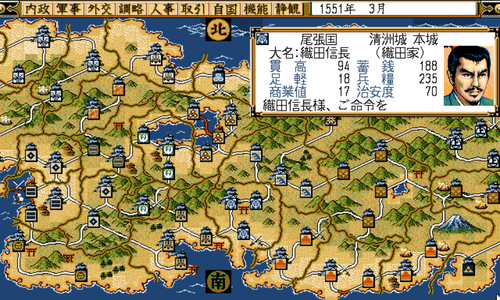 内政 軍事 外交 調略 人事 取引 自国 機能 静観 1551年 3月
北
尾張国 清洲城 本城
大名:織田信長 (織田家)
貫高 94 蓄銭 188
足軽 18 兵糧 235
商業値 17 治安度 70
織田信長様、ご命令を
南